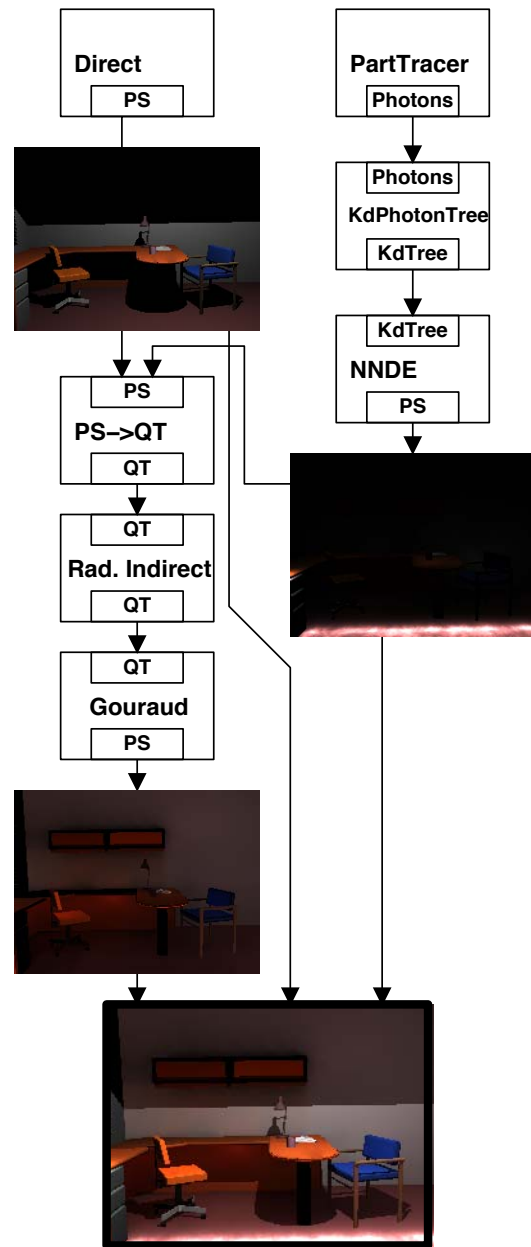 Direct
PS
PartTracer
Photons
Photons
KdPhotonTree
KdTree
KdTree
NNDE
PS
PS
PS–>QT
QT
QT
Rad. Indirect
QT
QT
Gouraud
PS